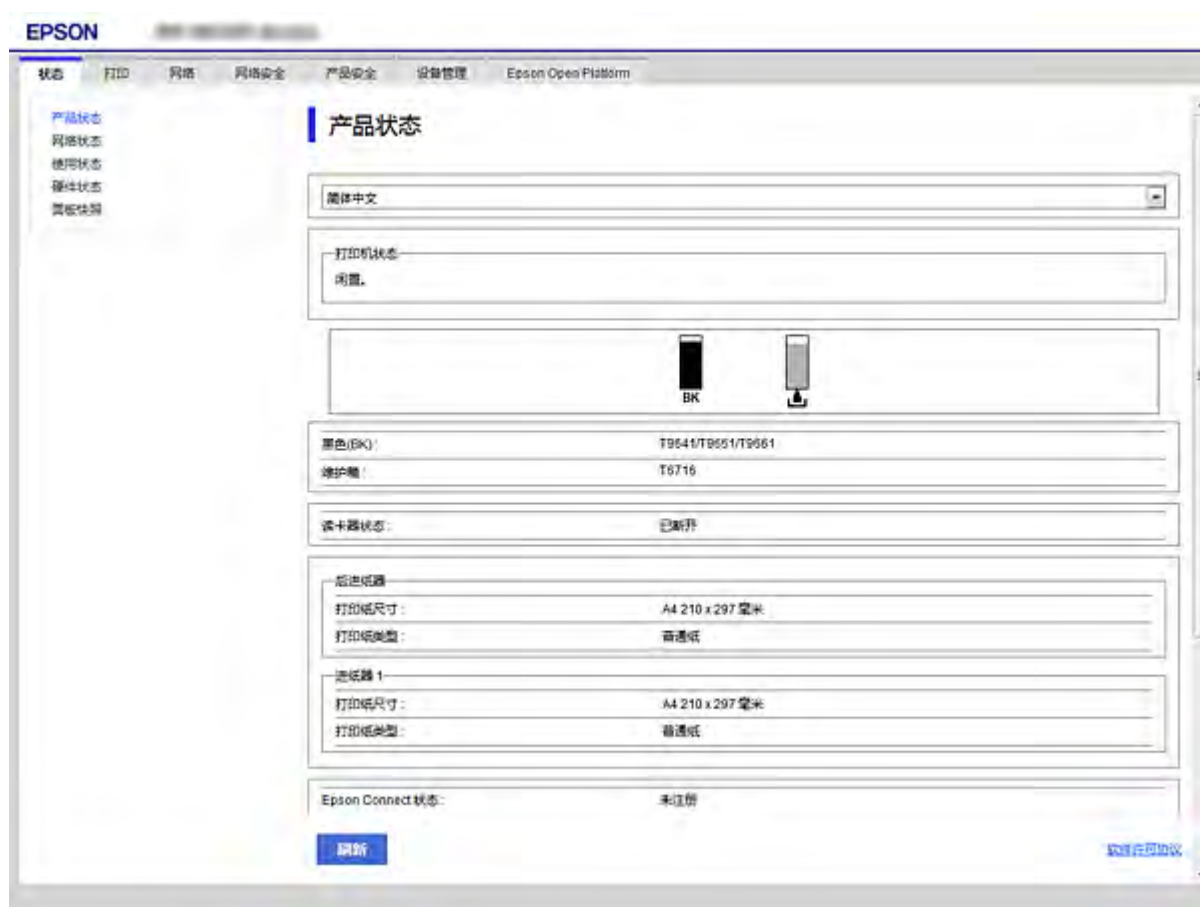 EPSON
状态 打印 网络 网络安全 产品安全 设备管理 Epson Open Platform
产品状态
网络状态
使用状态
硬件状态
面板快照
产品状态
简体中文
打印机状态
闲置。
BK
黑色(BK) : T9641/T9651/T9661
维护箱 : T6716
读卡器状态 : 已断开
后进纸器
打印纸尺寸 : A4 210 x 297 毫米
打印纸类型 : 普通纸
进纸器 1
打印纸尺寸 : A4 210 x 297 毫米
打印纸类型 : 普通纸
Epson Connect 状态 : 未注册
刷新
软件许可协议